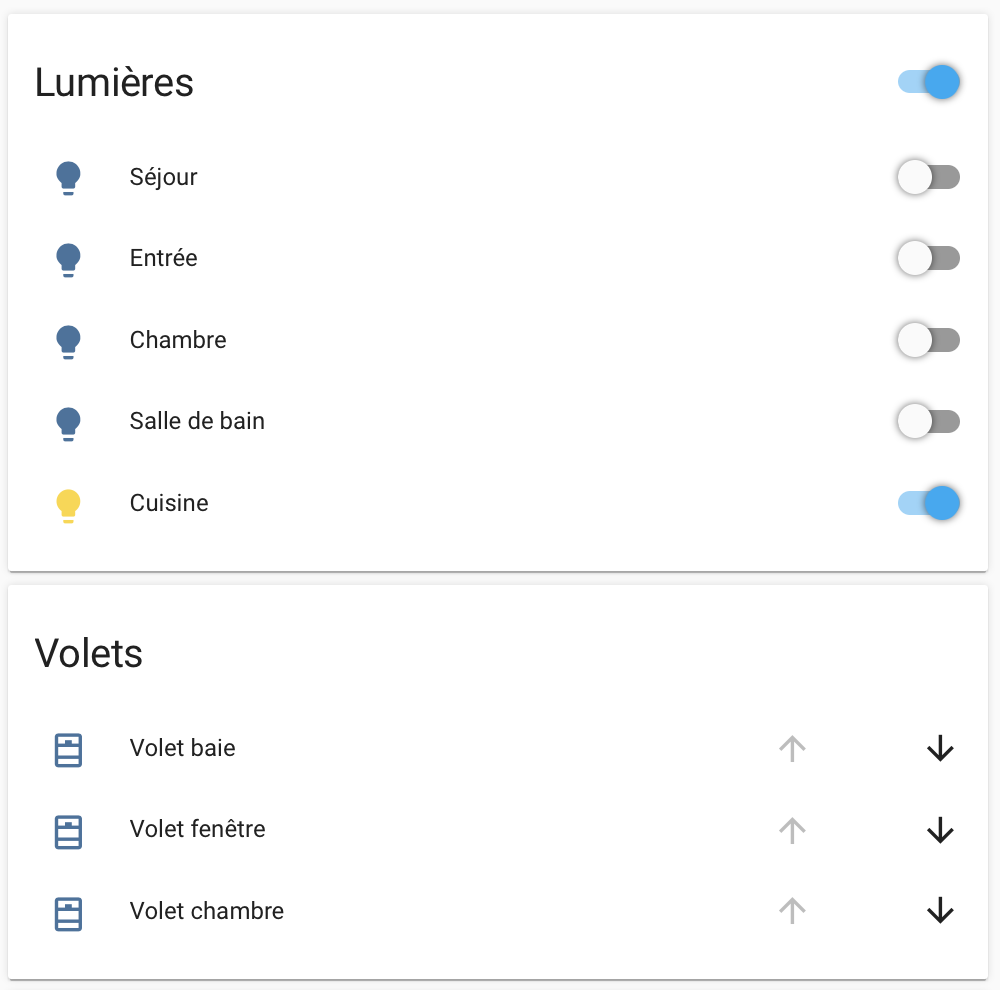 Lumières
Séjour
Entrée
Chambre
Salle de bain
Cuisine
Volets
Volet baie
Volet fenêtre
Volet chambre